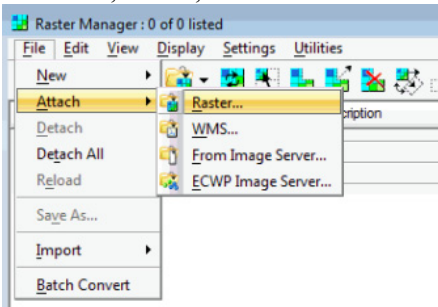 Raster Manager : 0 of 0 listed
File Edit View Display Settings Utilities
New
Attach
Raster...
cription
Detach
WMS...
Detach All
From Image Server...
Reload
ECWP Image Server...
Save As...
Import
Batch Convert